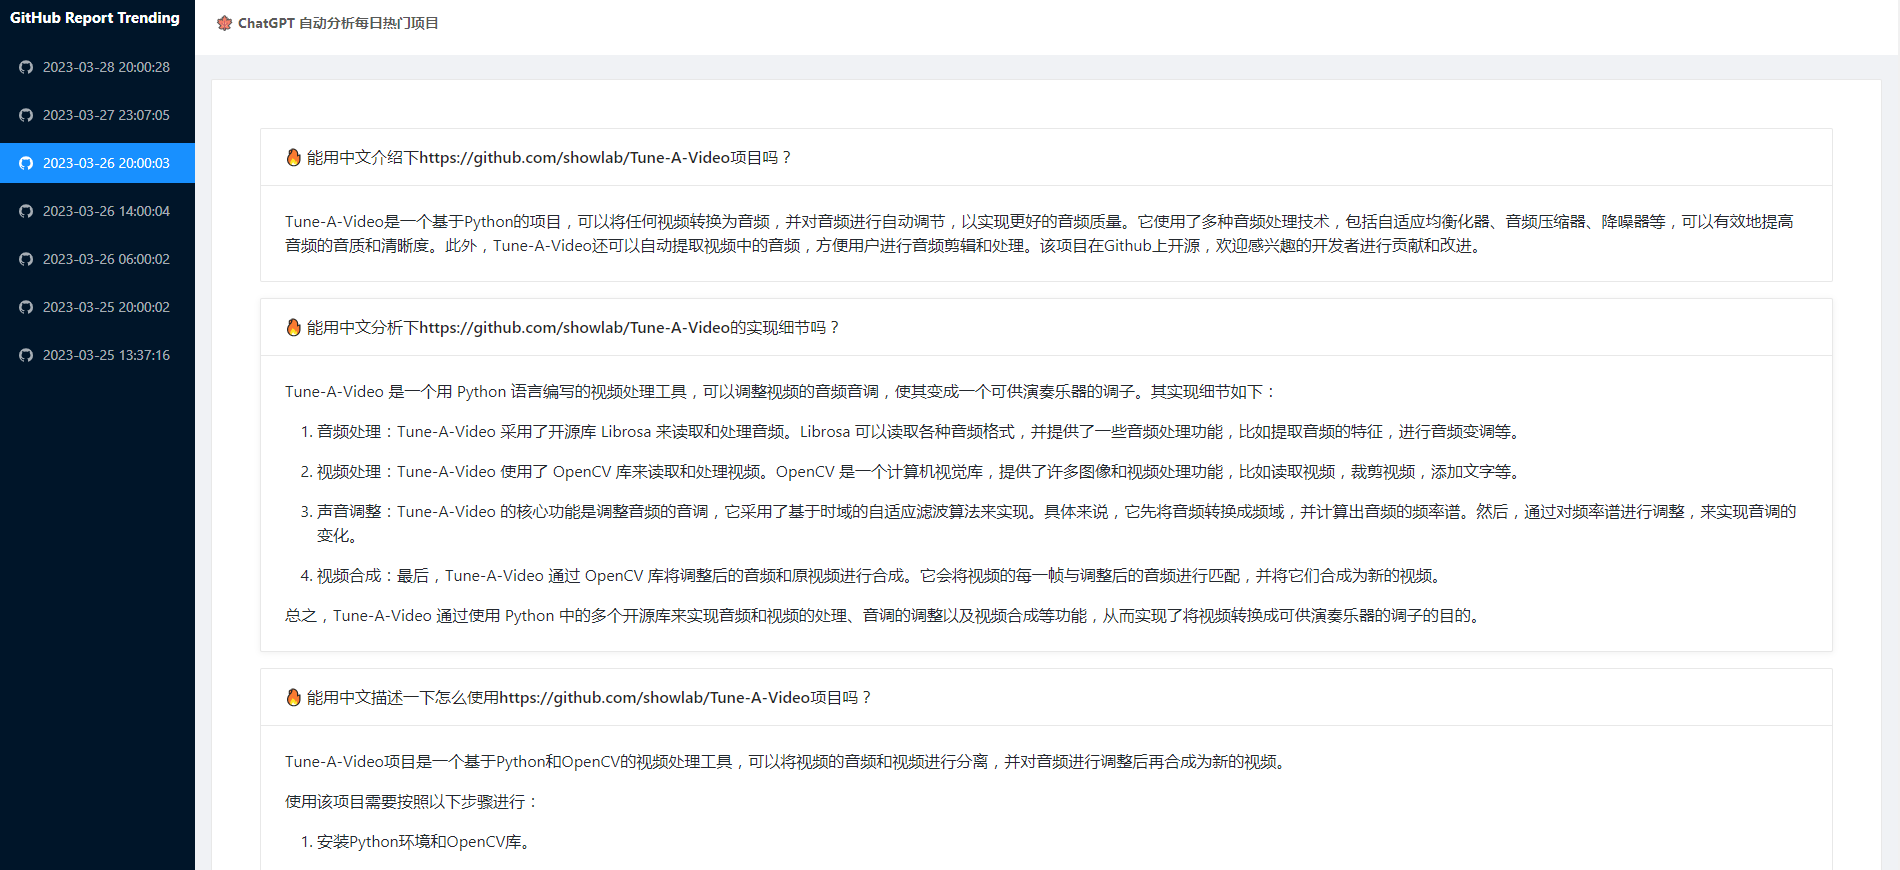 GitHub Report Trending
2023-03-28 20:00:28
2023-03-27 23:07:05
2023-03-26 20:00:03
2023-03-26 14:00:04
2023-03-26 06:00:02
2023-03-25 20:00:02
2023-03-25 13:37:16
ChatGPT 自动分析每日热门项目
能用中文介绍下https://github.com/showlab/Tune-A-Video项目吗？
Tune-A-Video是一个基于Python的项目，可以将任何视频转换为音频，并对音频进行自动调节，以实现更好的音频质量。它使用了多种音频处理技术，包括自适应均衡化器、音频压缩器、降噪器等，可以有效地提高
音频的音质和清晰度。此外，Tune-A-Video还可以自动提取视频中的音频，方便用户进行音频剪辑和处理。该项目在Github上开源，欢迎感兴趣的开发者进行贡献和改进。
能用中文分析下https://github.com/showlab/Tune-A-Video的实现细节吗？
Tune-A-Video 是一个用 Python 语言编写的视频处理工具，可以调整视频的音频音调，使其变成一个可供演奏乐器的调子。其实现细节如下：
1. 音频处理：Tune-A-Video 采用了开源库 Librosa 来读取和处理音频。Librosa 可以读取各种音频格式，并提供了一些音频处理功能，比如提取音频的特征，进行音频变调等。
2. 视频处理：Tune-A-Video 使用了 OpenCV 库来读取和处理视频。OpenCV 是一个计算机视觉库，提供了许多图像和视频处理功能，比如读取视频，裁剪视频，添加文字等。
3. 声音调整：Tune-A-Video 的核心功能是调整音频的音调，它采用了基于时域的自适应滤波算法来实现。具体来说，它先将音频转换成频域，并计算出音频的频率谱。然后，通过对频率谱进行调整，来实现音调的
变化。
4. 视频合成：最后，Tune-A-Video 通过 OpenCV 库将调整后的音频和原视频进行合成。它会将视频的每一帧与调整后的音频进行匹配，并将它们合成为新的视频。
总之，Tune-A-Video 通过使用 Python 中的多个开源库来实现音频和视频的处理、音调的调整以及视频合成等功能，从而实现了将视频转换成可供演奏乐器的调子的目的。
能用中文描述一下怎么使用https://github.com/showlab/Tune-A-Video项目吗？
Tune-A-Video项目是一个基于Python和OpenCV的视频处理工具，可以将视频的音频和视频进行分离，并对音频进行调整后再合成为新的视频。
使用该项目需要按照以下步骤进行：
1. 安装Python环境和OpenCV库。